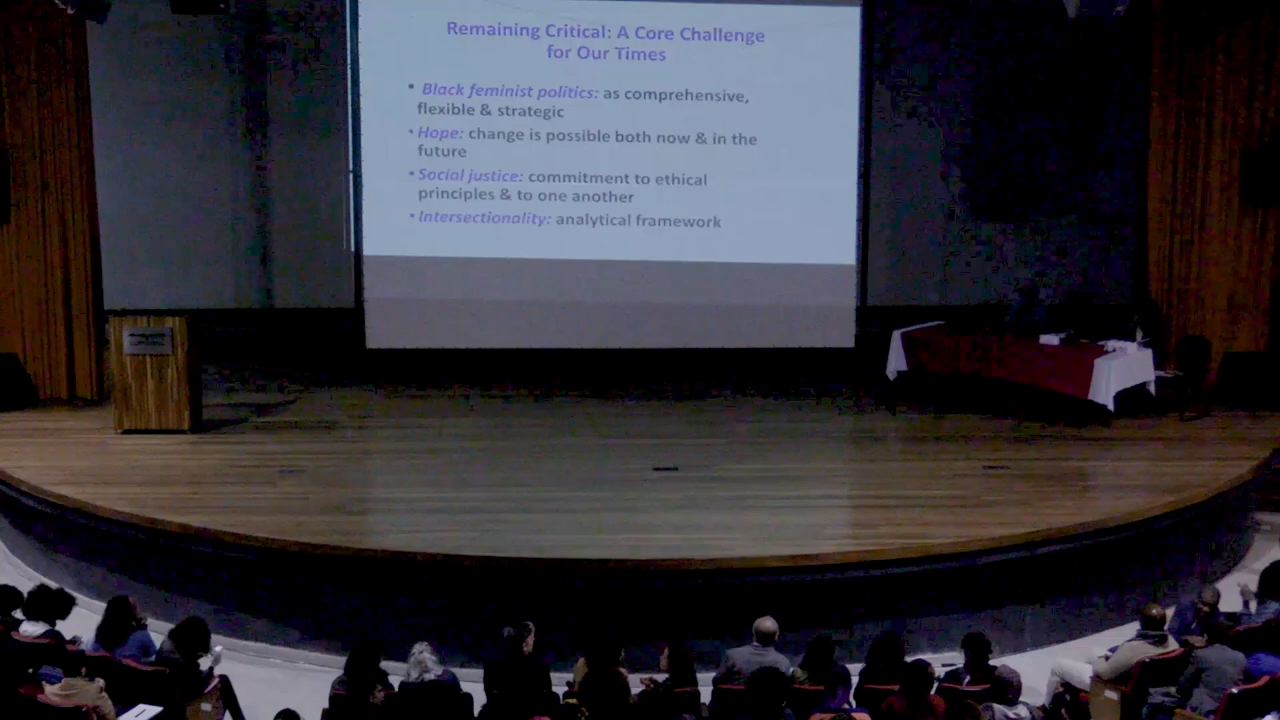 Remaining Critical: A Core Challenge
for Our Times
▪ Black feminist politics: as comprehensive,
flexible & strategic
• Hope: change is possible both now & in the
future
• Social justice: commitment to ethical
principles & to one another
• Intersectionality: analytical framework